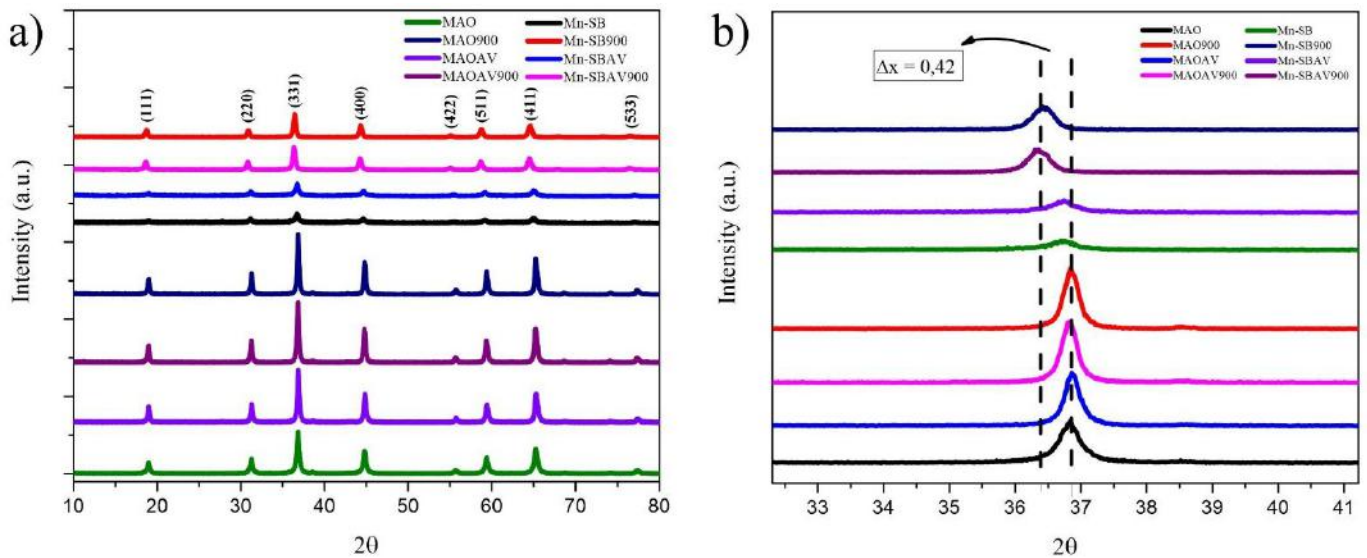 a)
MAO
MAO900
MAOAV
MAOAV900
Mn-SB
Mn-SB900
Mn-SBAV
Mn-SBAV900
(111)
(220)
(331)
(400)
(422)
(511)
(411)
(533)
Intensity (a.u.)
10 20 30 40 50 60 70 80
2θ
b)
MAO
MAO900
MAOAV
MAOAV900
Mn-SB
Mn-SB900
Mn-SBAV
Mn-SBAV900
Δx = 0,42
Intensity (a.u.)
33 34 35 36 37 38 39 40 41
2θ